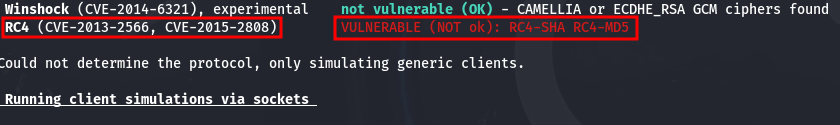 Winshock (CVE-2014-6321), experimental not vulnerable (OK) - CAMELLIA or ECDHE_RSA GCM ciphers found
RC4 (CVE-2013-2566, CVE-2015-2808) VULNERABLE (NOT ok): RC4-SHA RC4-MD5
Could not determine the protocol, only simulating generic clients.
Running client simulations via sockets